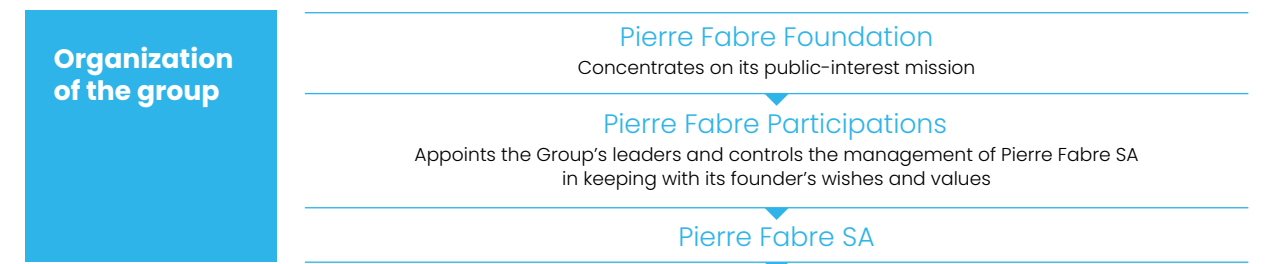 Organization
of the group
Pierre Fabre Foundation
Concentrates on its public-interest mission
Pierre Fabre Participations
Appoints the Group’s leaders and controls the management of Pierre Fabre SA
in keeping with its founder’s wishes and values
Pierre Fabre SA